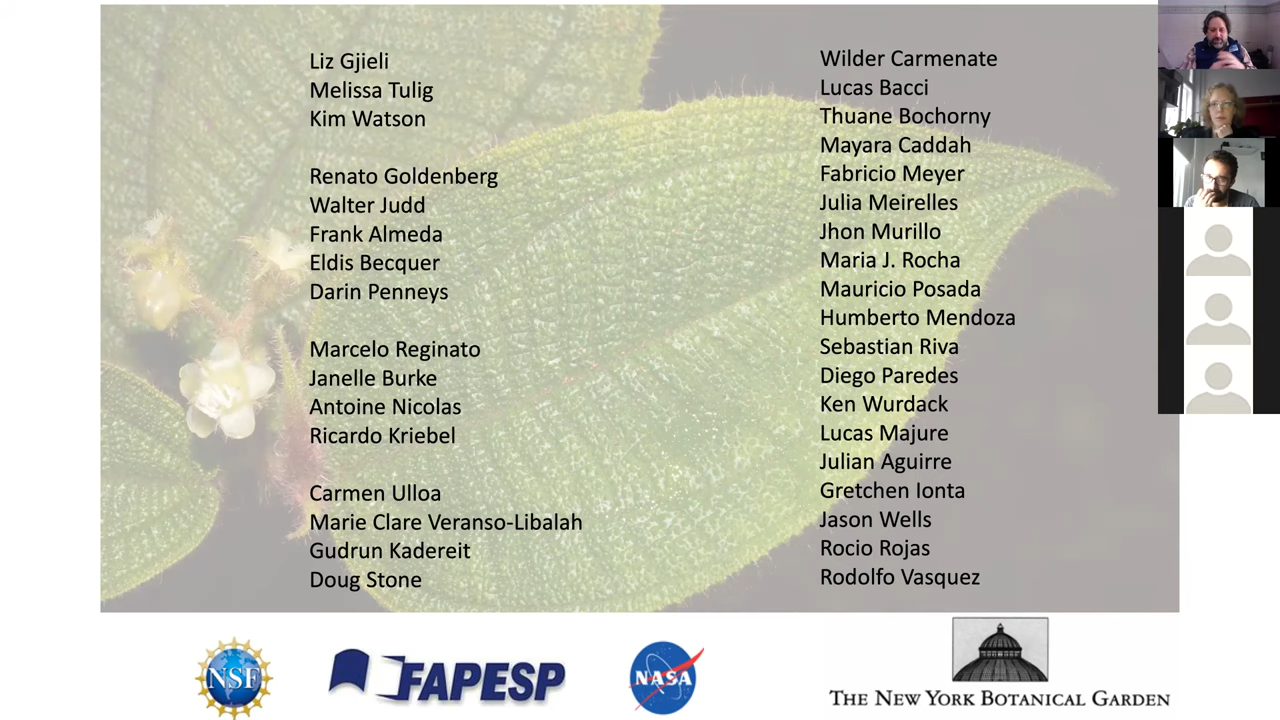 Liz Gjieli
Melissa Tulig
Kim Watson
Renato Goldenberg
Walter Judd
Frank Almeda
Eldis Becquer
Darin Penneys
Marcelo Reginato
Janelle Burke
Antoine Nicolas
Ricardo Kriebel
Carmen Ulloa
Marie Clare Veranso-Libalah
Gudrun Kadereit
Doug Stone
Wilder Carmenate
Lucas Bacci
Thuane Bochorny
Mayara Caddah
Fabricio Meyer
Julia Meirelles
Jhon Murillo
Maria J. Rocha
Mauricio Posada
Humberto Mendoza
Sebastian Riva
Diego Paredes
Ken Wurdack
Lucas Majure
Julian Aguirre
Gretchen Ionta
Jason Wells
Rocio Rojas
Rodolfo Vasquez
NSF
FAPESP
NASA
THE NEW YORK BOTANICAL GARDEN